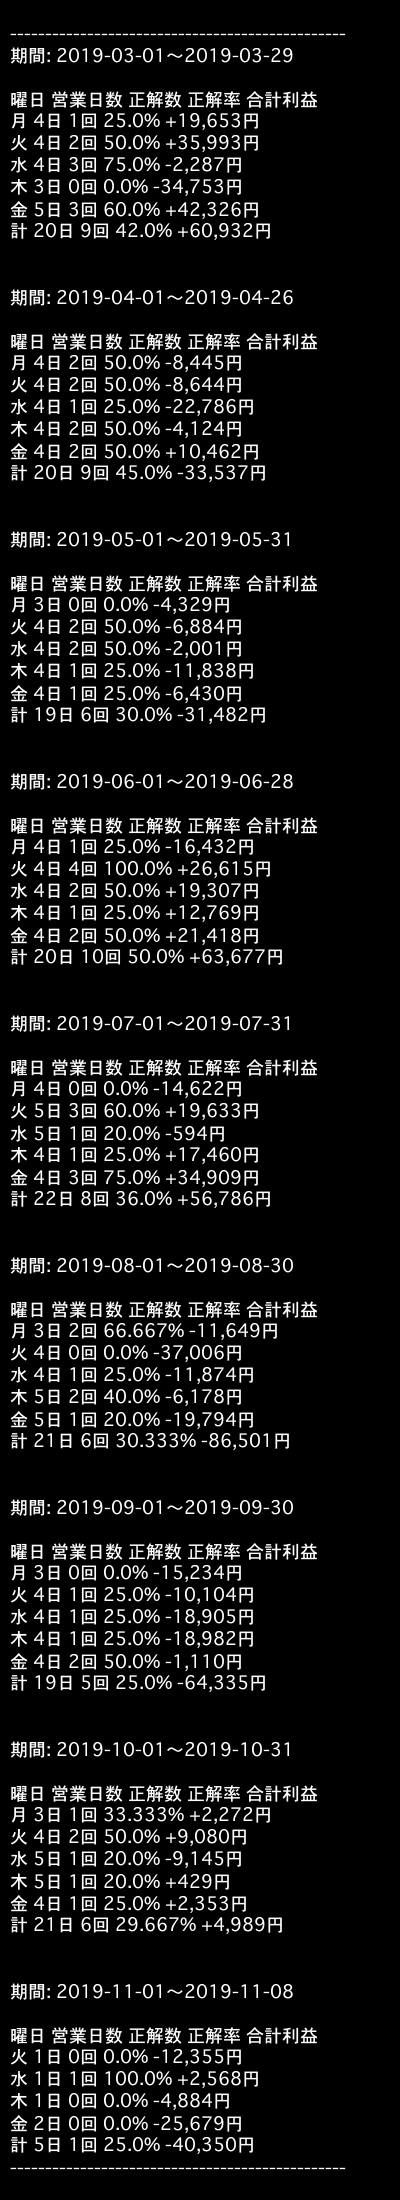 ------------------------------------------------
期間: 2019-03-01〜2019-03-29
曜日 営業日数 正解数 正解率 合計利益
月 4日 1回 25.0% +19,653円
火 4日 2回 50.0% +35,993円
水 4日 3回 75.0% -2,287円
木 3日 0回 0.0% -34,753円
金 5日 3回 60.0% +42,326円
計 20日 9回 42.0% +60,932円
期間: 2019-04-01〜2019-04-26
曜日 営業日数 正解数 正解率 合計利益
月 4日 2回 50.0% -8,445円
火 4日 2回 50.0% -8,644円
水 4日 1回 25.0% -22,786円
木 4日 2回 50.0% -4,124円
金 4日 2回 50.0% +10,462円
計 20日 9回 45.0% -33,537円
期間: 2019-05-01〜2019-05-31
曜日 営業日数 正解数 正解率 合計利益
月 3日 0回 0.0% -4,329円
火 4日 2回 50.0% -6,884円
水 4日 2回 50.0% -2,001円
木 4日 1回 25.0% -11,838円
金 4日 1回 25.0% -6,430円
計 19日 6回 30.0% -31,482円
期間: 2019-06-01〜2019-06-28
曜日 営業日数 正解数 正解率 合計利益
月 4日 1回 25.0% -16,432円
火 4日 4回 100.0% +26,615円
水 4日 2回 50.0% +19,307円
木 4日 1回 25.0% +12,769円
金 4日 2回 50.0% +21,418円
計 20日 10回 50.0% +63,677円
期間: 2019-07-01〜2019-07-31
曜日 営業日数 正解数 正解率 合計利益
月 4日 0回 0.0% -14,622円
火 5日 3回 60.0% +19,633円
水 5日 1回 20.0% -594円
木 4日 1回 25.0% +17,460円
金 4日 3回 75.0% +34,909円
計 22日 8回 36.0% +56,786円
期間: 2019-08-01〜2019-08-30
曜日 営業日数 正解数 正解率 合計利益
月 3日 2回 66.667% -11,649円
火 4日 0回 0.0% -37,006円
水 4日 1回 25.0% -11,874円
木 5日 2回 40.0% -6,178円
金 5日 1回 20.0% -19,794円
計 21日 6回 30.333% -86,501円
期間: 2019-09-01〜2019-09-30
曜日 営業日数 正解数 正解率 合計利益
月 3日 0回 0.0% -15,234円
火 4日 1回 25.0% -10,104円
水 4日 1回 25.0% -18,905円
木 4日 1回 25.0% -18,982円
金 4日 2回 50.0% -1,110円
計 19日 5回 25.0% -64,335円
期間: 2019-10-01〜2019-10-31
曜日 営業日数 正解数 正解率 合計利益
月 3日 1回 33.333% +2,272円
火 4日 2回 50.0% +9,080円
水 5日 1回 20.0% -9,145円
木 5日 1回 20.0% +429円
金 4日 1回 25.0% +2,353円
計 21日 6回 29.667% +4,989円
期間: 2019-11-01〜2019-11-08
曜日 営業日数 正解数 正解率 合計利益
火 1日 0回 0.0% -12,355円
水 1日 1回 100.0% +2,568円
木 1日 0回 0.0% -4,884円
金 2日 0回 0.0% -25,679円
計 5日 1回 25.0% -40,350円
------------------------------------------------